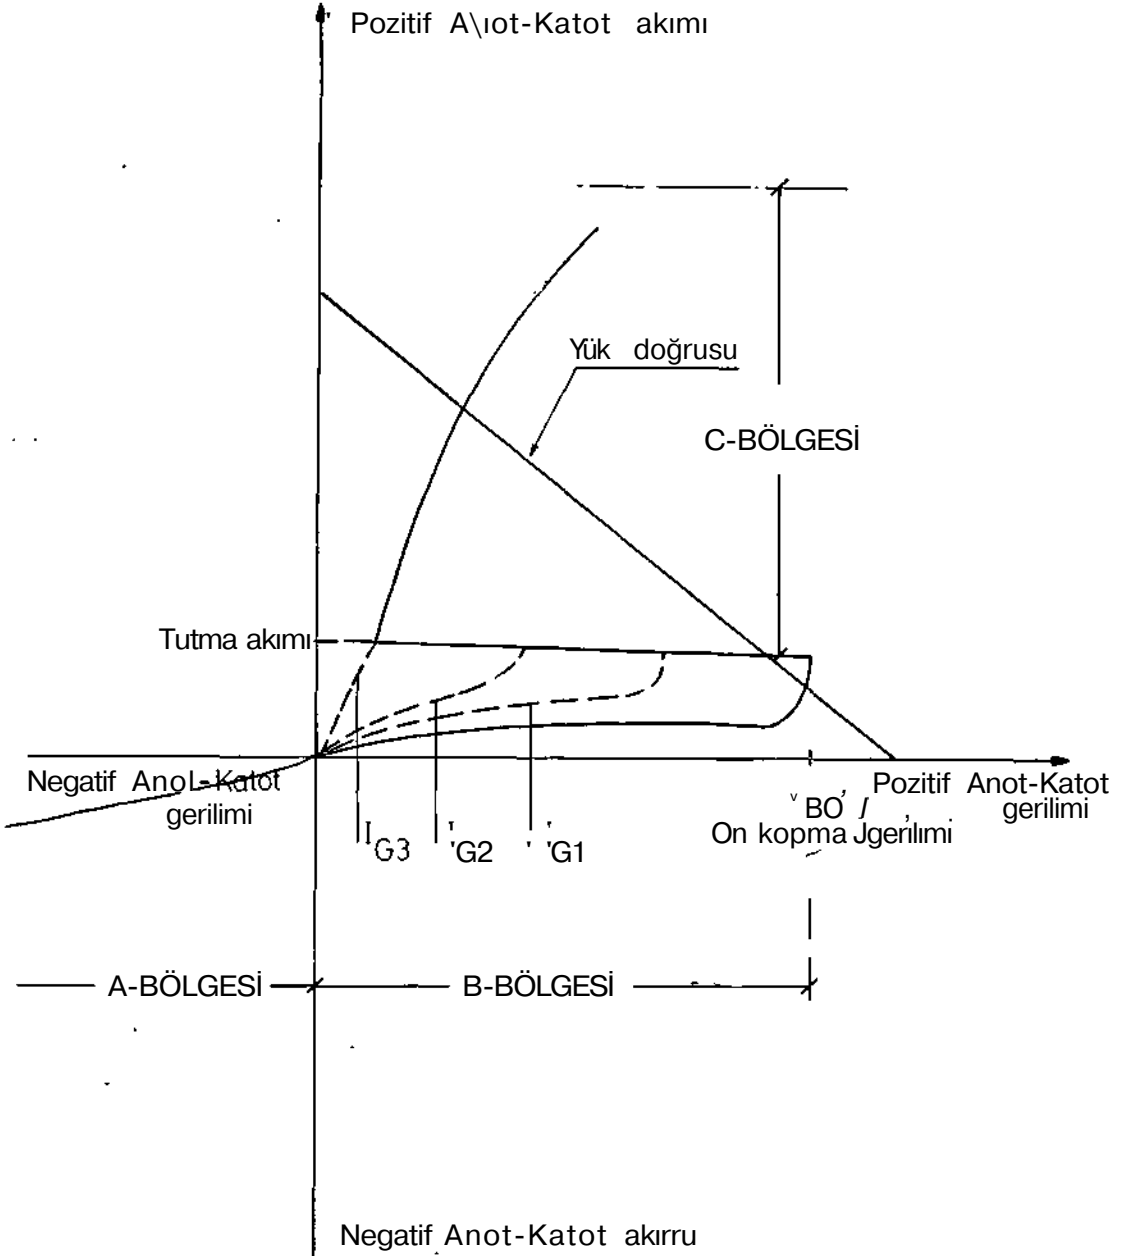 Pozitif A\ıot-Katot akımı
Yük doğrusu
C-BÖLGESİ
Tutma akımı
Negatif AnoL-Katot
gerilimi
Pozitif Anot-Katot
gerilimi
BO
On kopma Jgerilimi
IG3
G2
G1
A-BÖLGESİ
B-BÖLGESİ
Negatif Anot-Katot akırru